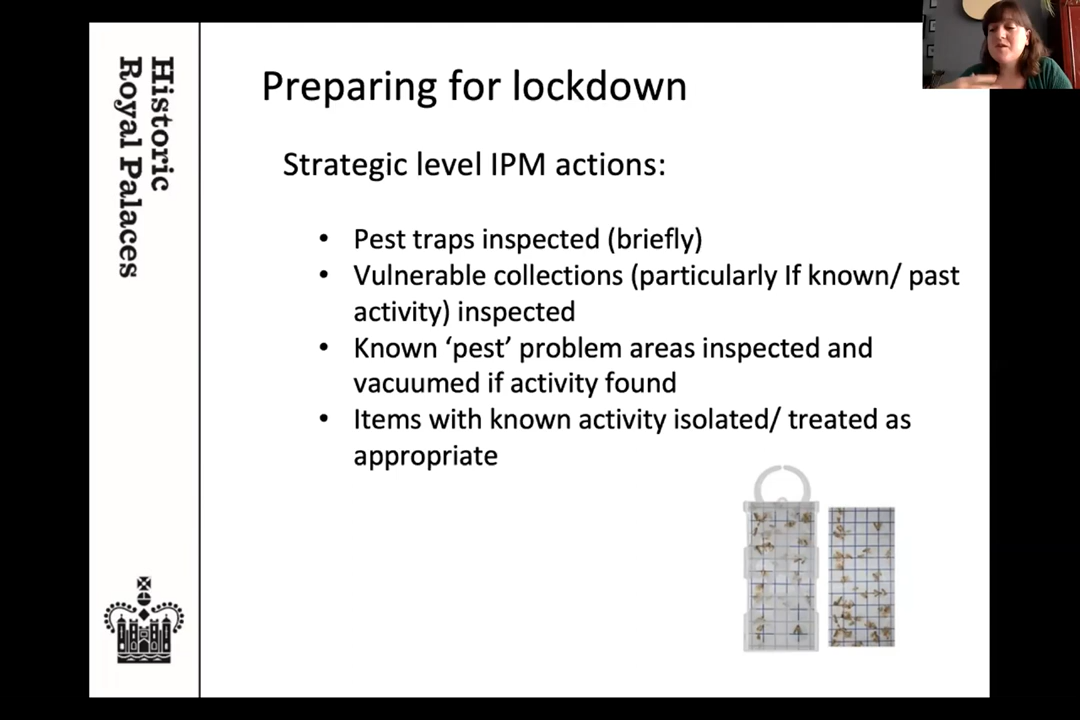 Historic
Royal Palaces
Preparing for lockdown
Strategic level IPM actions:
• Pest traps inspected (briefly)
• Vulnerable collections (particularly If known/ past
activity) inspected
• Known ‘pest’ problem areas inspected and
vacuumed if activity found
• Items with known activity isolated/ treated as
appropriate